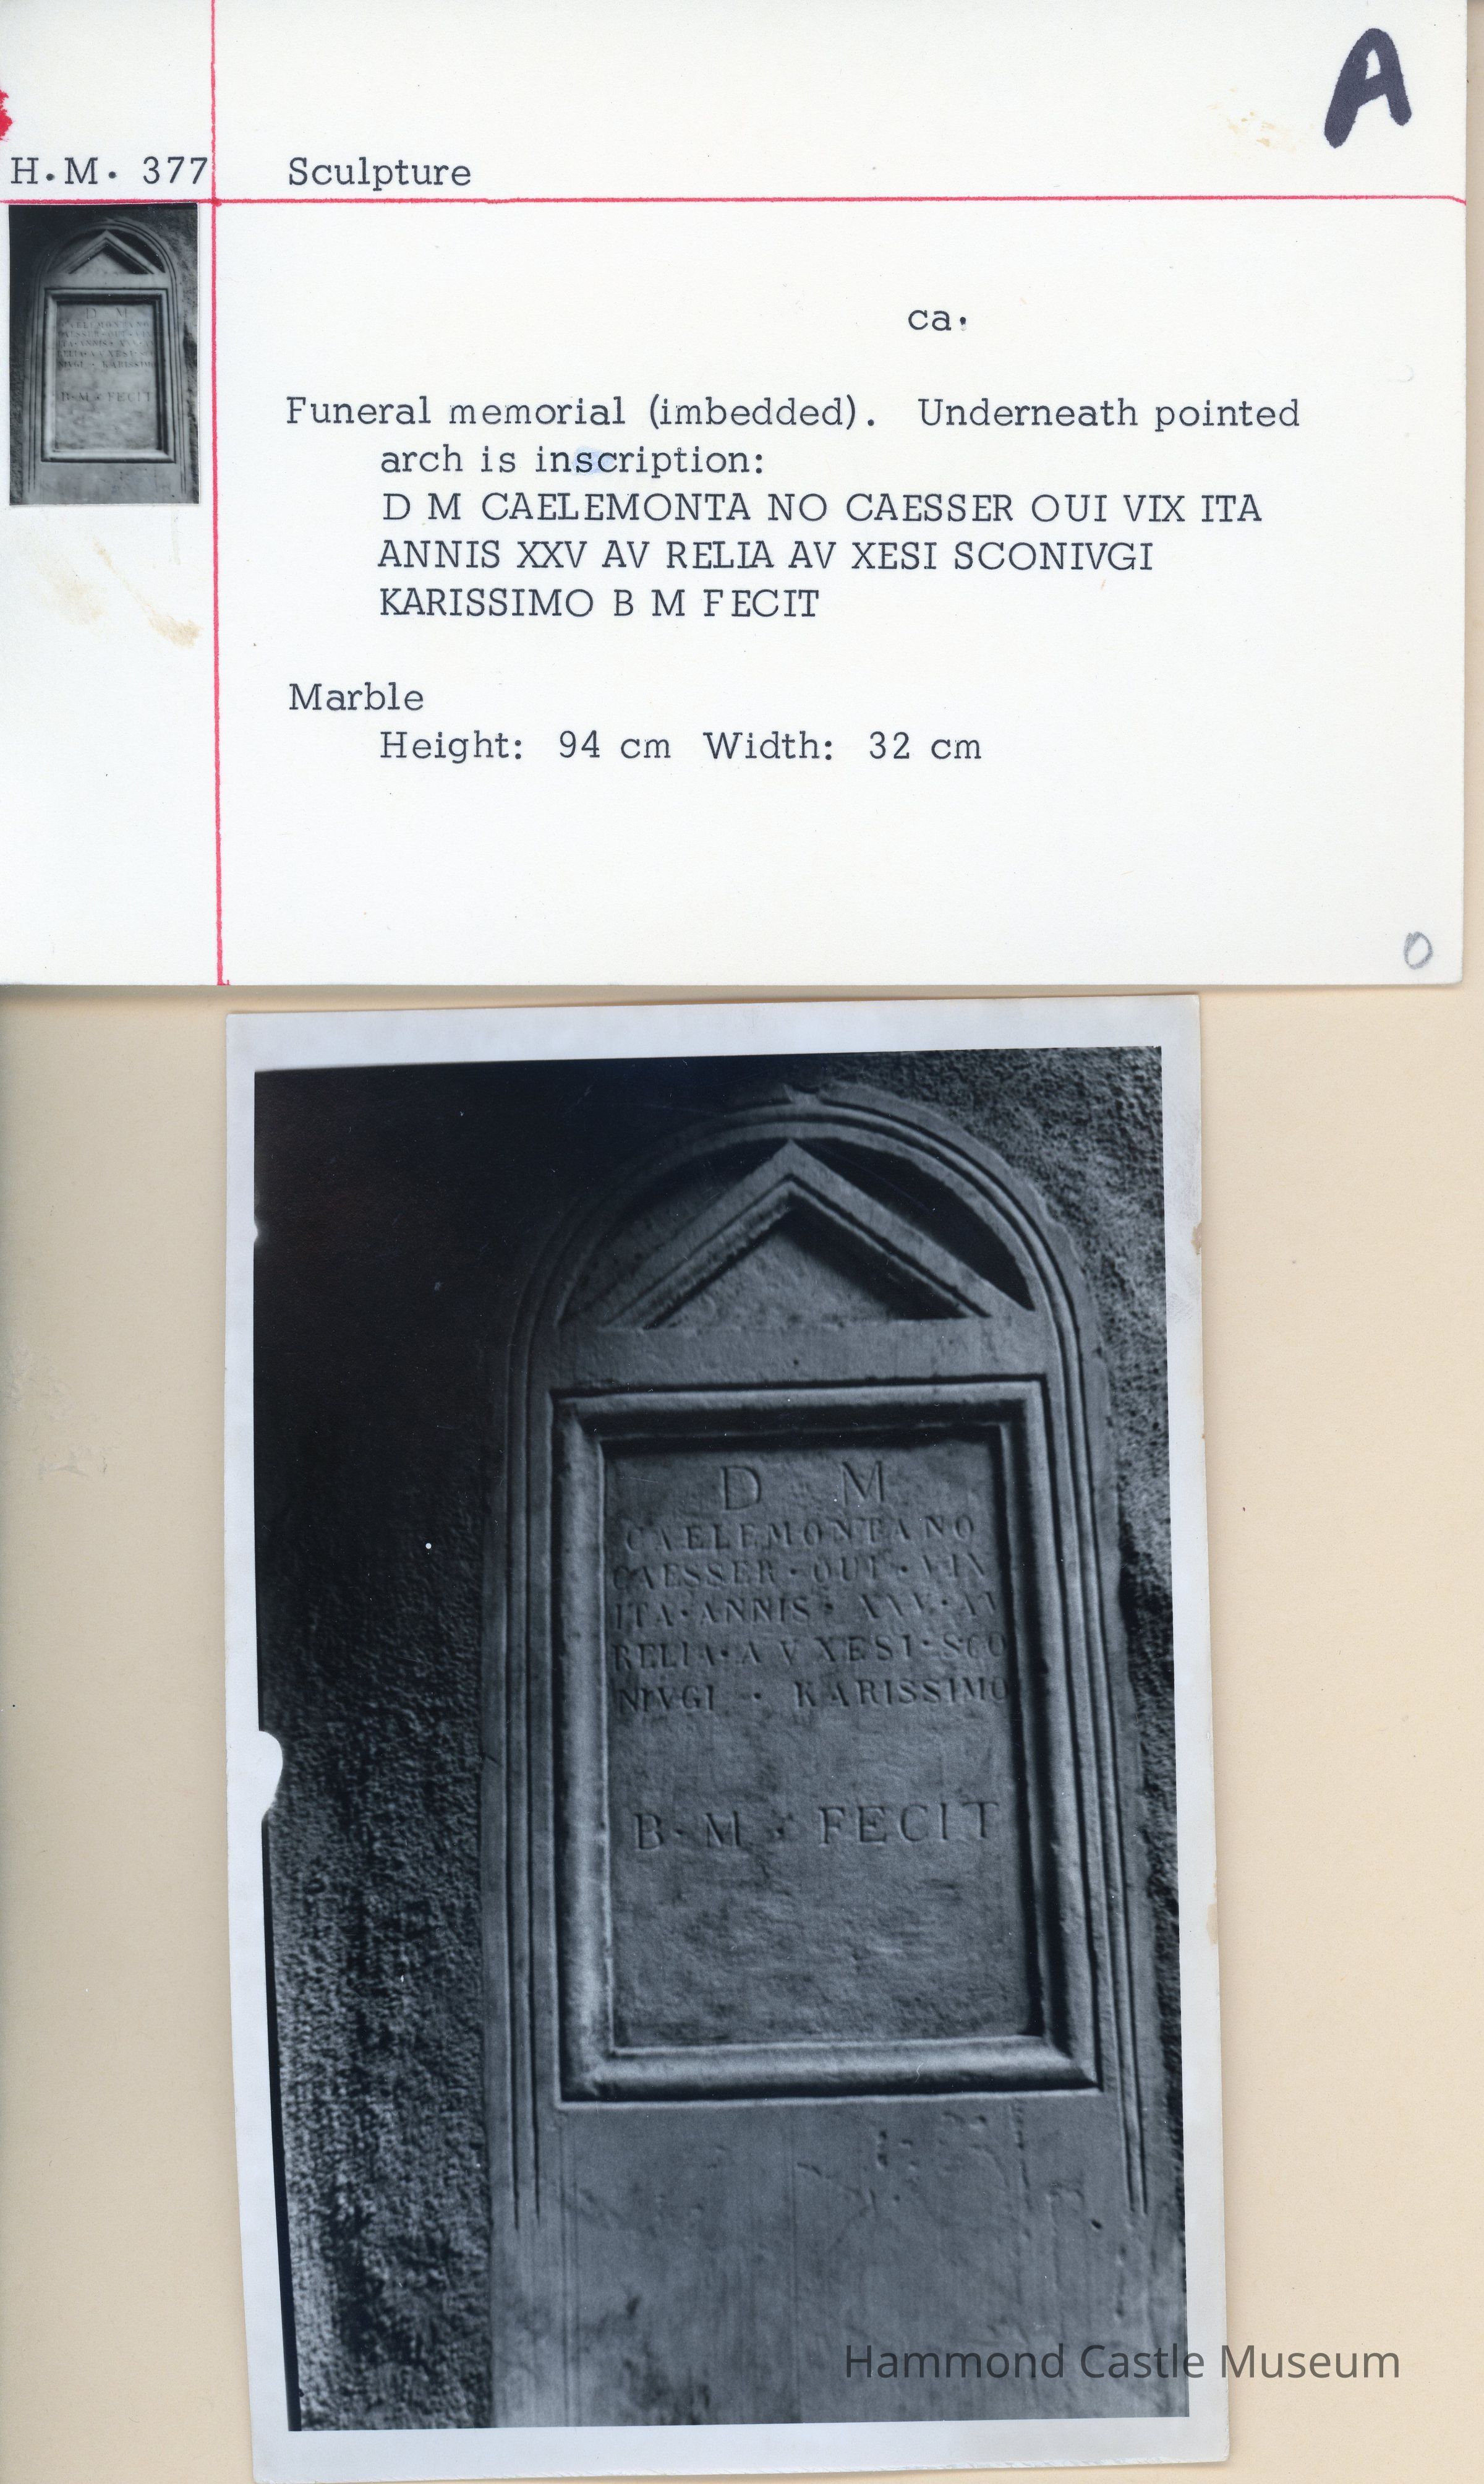 A
H.M. 377 Sculpture
ca.
Funeral memorial (imbedded). Underneath pointed
arch is inscription:
D M CAELEMONTA NO CAESSER OUI VIX ITA
ANNIS XXV AV RELIA AV XESI SCONIVGI
KARISSIMO B M FECIT
Marble
Height: 94 cm Width: 32 cm
O
D M
CAELEMONTANO
CAESSER · QUI · VIX
ITA · ANNIS · XXV · AV
RELIA · A V XESI · SCO
NIVGI · KARISSIMO
B · M · FECIT
Hammond Castle Museum